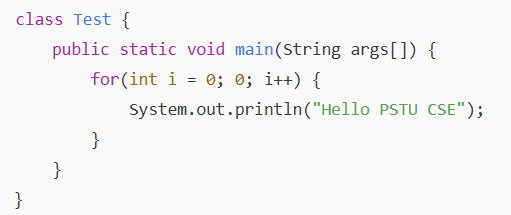 class Test {
    public static void main(String args[]) {
        for(int i = 0; 0; i++) {
            System.out.println("Hello PSTU CSE");
        }
    }
}